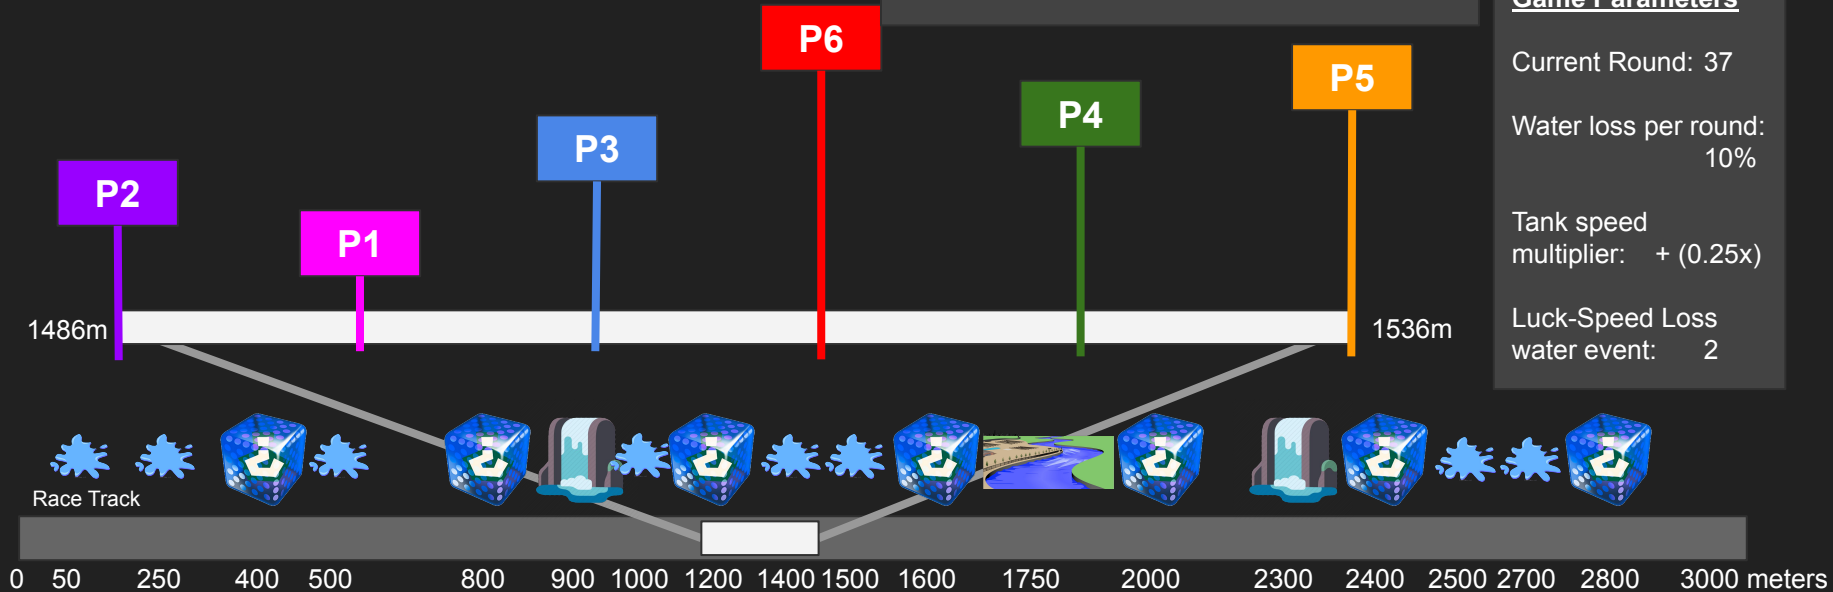 Game Parameters
Current Round: 37
Water loss per round:
10%
Tank speed
multiplier: + (0.25x)
Luck-Speed Loss
water event: 2
P6
P5
P4
P3
P2
P1
1486m
1536m
Race Track
0 50 250 400 500 800 900 1000 1200 1400 1500 1600 1750 2000 2300 2400 2500 2700 2800 3000 meters